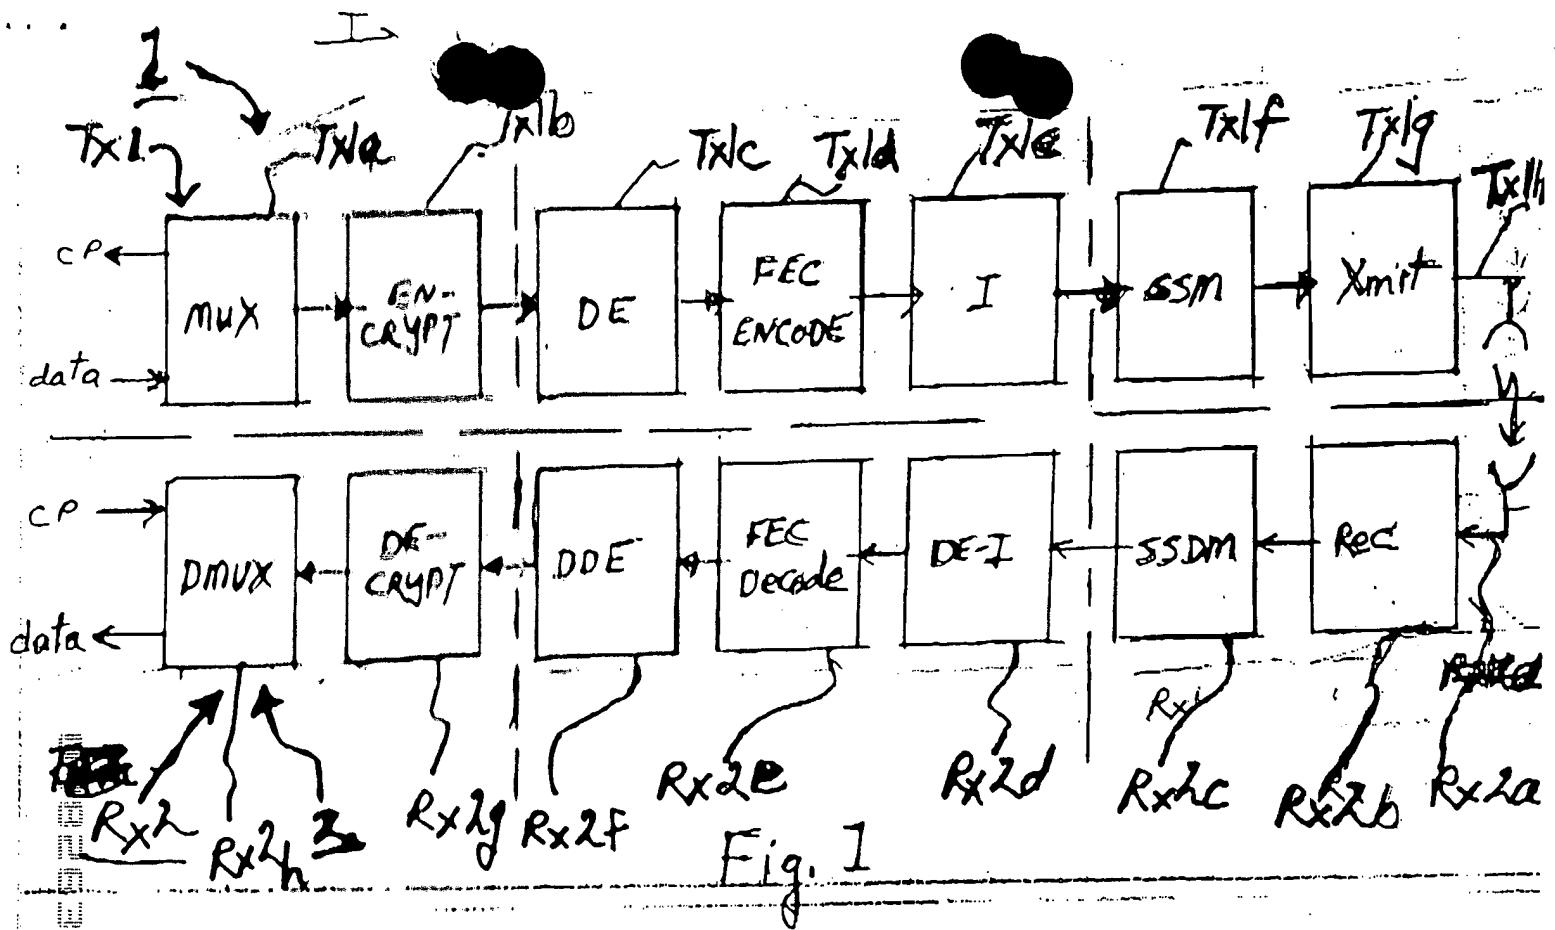 I
1
Tx1
Tx1a
Tx1b
Tx1c
Tx1d
Tx1e
Tx1f
Tx1g
Tx1h
CP
data
MUX
EN-
CRYPT
DE
FEC
ENCODE
I
SSM
Xmit
CP
data
DMUX
DE-
CRYPT
DDE
FEC
Decode
DE-I
SSDM
Rec
Rx
Rx2
Rx2h
Rx2g
Rx2f
Rx2e
Rx2d
Rx2c
Rx2b
Rx2a
Fig. 1